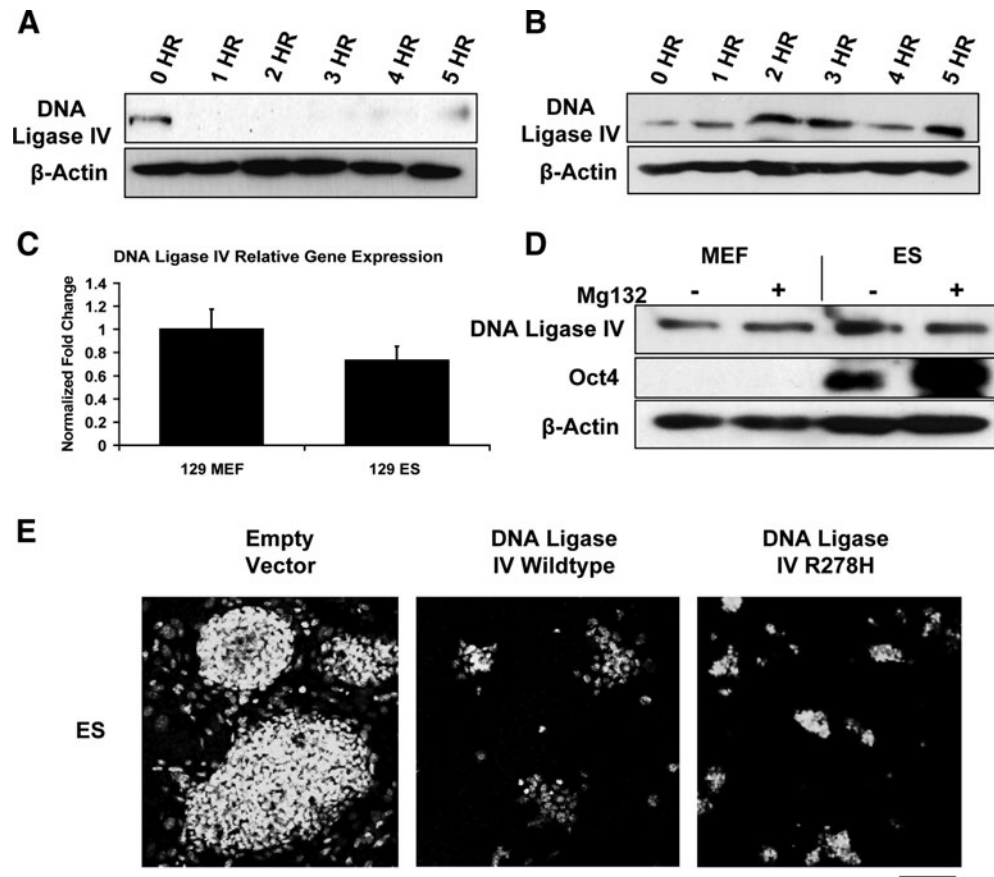 A
0 HR 1 HR 2 HR 3 HR 4 HR 5 HR
DNA
Ligase IV
β-Actin
B
0 HR 1 HR 2 HR 3 HR 4 HR 5 HR
DNA
Ligase IV
β-Actin
C
DNA Ligase IV Relative Gene Expression
Normalized Fold Change
1.4
1.2
1
0.8
0.6
0.4
0.2
0
129 MEF 129 ES
D
MEF ES
Mg132 - + - +
DNA Ligase IV
Oct4
β-Actin
E
Empty
Vector
DNA Ligase
IV Wildtype
DNA Ligase
IV R278H
ES